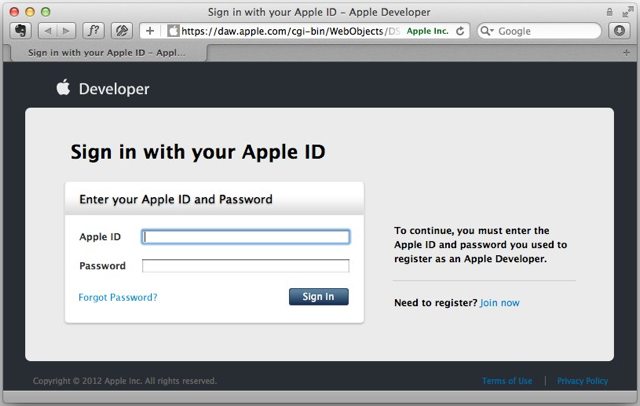 Sign in with your Apple ID – Apple Developer
https://daw.apple.com/cgi-bin/WebObjects/DS Apple Inc.
Google
Sign in with your Apple ID – Appl...
Developer
Sign in with your Apple ID
Enter your Apple ID and Password
Apple ID
Password
Forgot Password?
Sign In
To continue, you must enter the
Apple ID and password you used to
register as an Apple Developer.
Need to register? Join now
Copyright © 2012 Apple Inc. All rights reserved.
Terms of Use | Privacy Policy